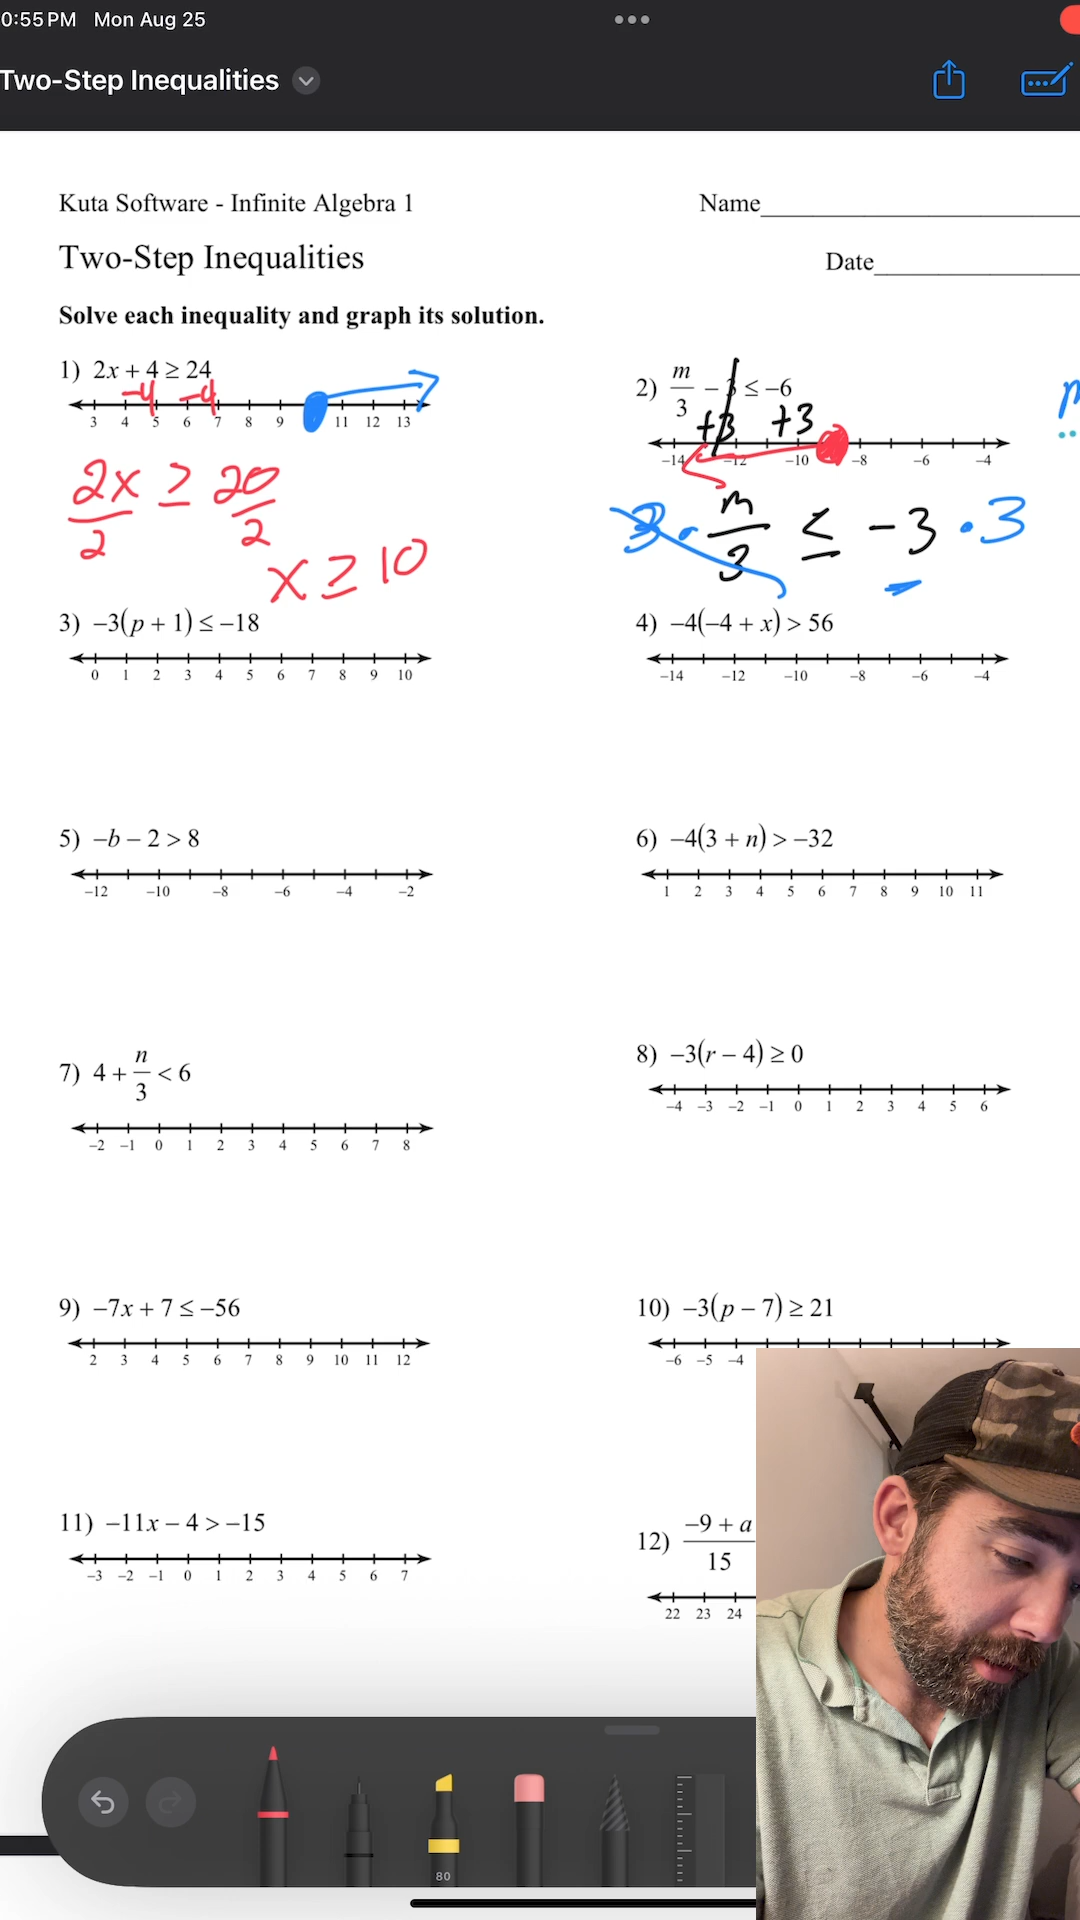 0:55 PM Mon Aug 25
Two-Step Inequalities
Kuta Software - Infinite Algebra 1
Name
Two-Step Inequalities
Date
Solve each inequality and graph its solution.
1) 2x + 4 ≥ 24
-4 -4
3 4 5 6 7 8 9 11 12 13
2x/2 ≥ 20/2
x ≥ 10
2) m/3 - 3 ≤ -6
+3 +3
-14 -12 -10 -8 -6 -4
3 · m/3 ≤ -3 · 3
3) -3(p + 1) ≤ -18
0 1 2 3 4 5 6 7 8 9 10
4) -4(-4 + x) > 56
-14 -12 -10 -8 -6 -4
5) -b - 2 > 8
-12 -10 -8 -6 -4 -2
6) -4(3 + n) > -32
1 2 3 4 5 6 7 8 9 10 11
7) 4 + n/3 < 6
-2 -1 0 1 2 3 4 5 6 7 8
8) -3(r - 4) ≥ 0
-4 -3 -2 -1 0 1 2 3 4 5 6
9) -7x + 7 ≤ -56
2 3 4 5 6 7 8 9 10 11 12
10) -3(p - 7) ≥ 21
-6 -5 -4
11) -11x - 4 > -15
-3 -2 -1 0 1 2 3 4 5 6 7
12) -9 + a
15
22 23 24
80